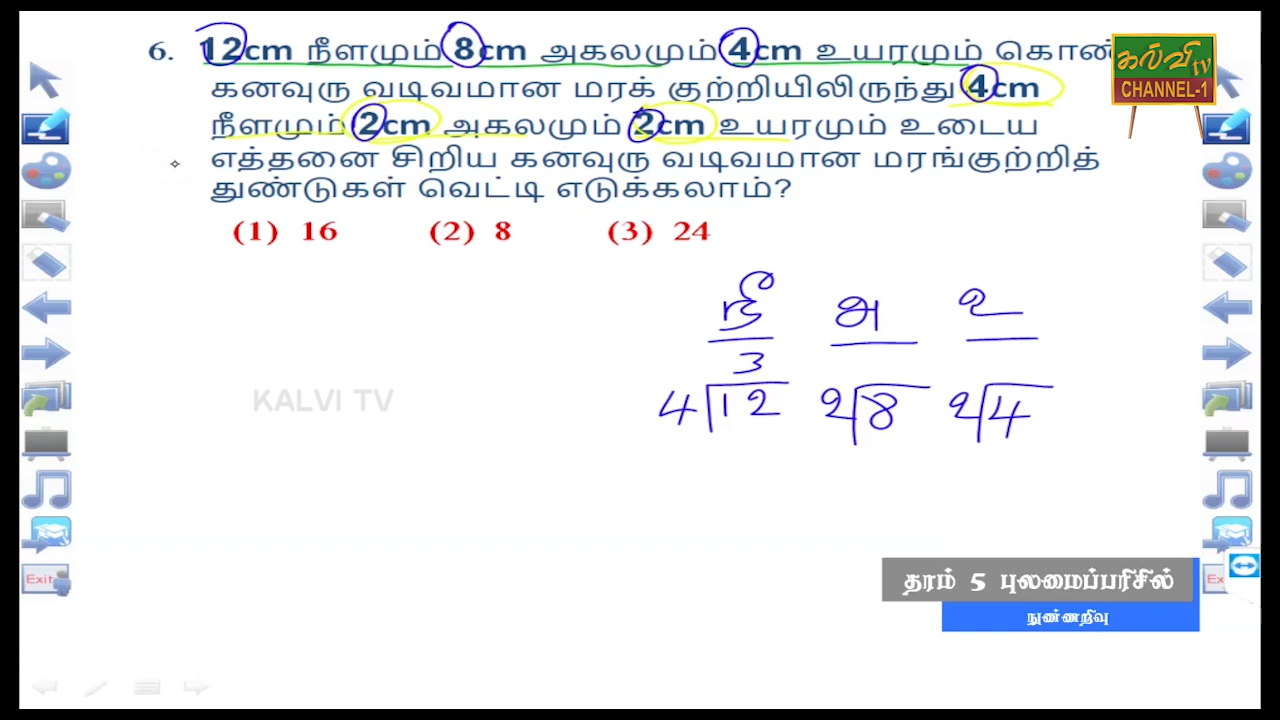 6. 12cm நீளமும் 8cm அகலமும் 4cm உயரமும் கொண்
கனவுரு வடிவமான மரக் குற்றியிலிருந்து 4cm
நீளமும் 2cm அகலமும் 2cm உயரமும் உடைய
எத்தனை சிறிய கனவுரு வடிவமான மரங்குற்றித்
துண்டுகள் வெட்டி எடுக்கலாம்?
(1) 16 (2) 8 (3) 24
கல்வி TV
CHANNEL-1
நீ அ உ
3
4 12 2 8 2 4
KALVI TV
Exit
தரம் 5 புலமைப்பரிசில்
நுண்ணறிவு